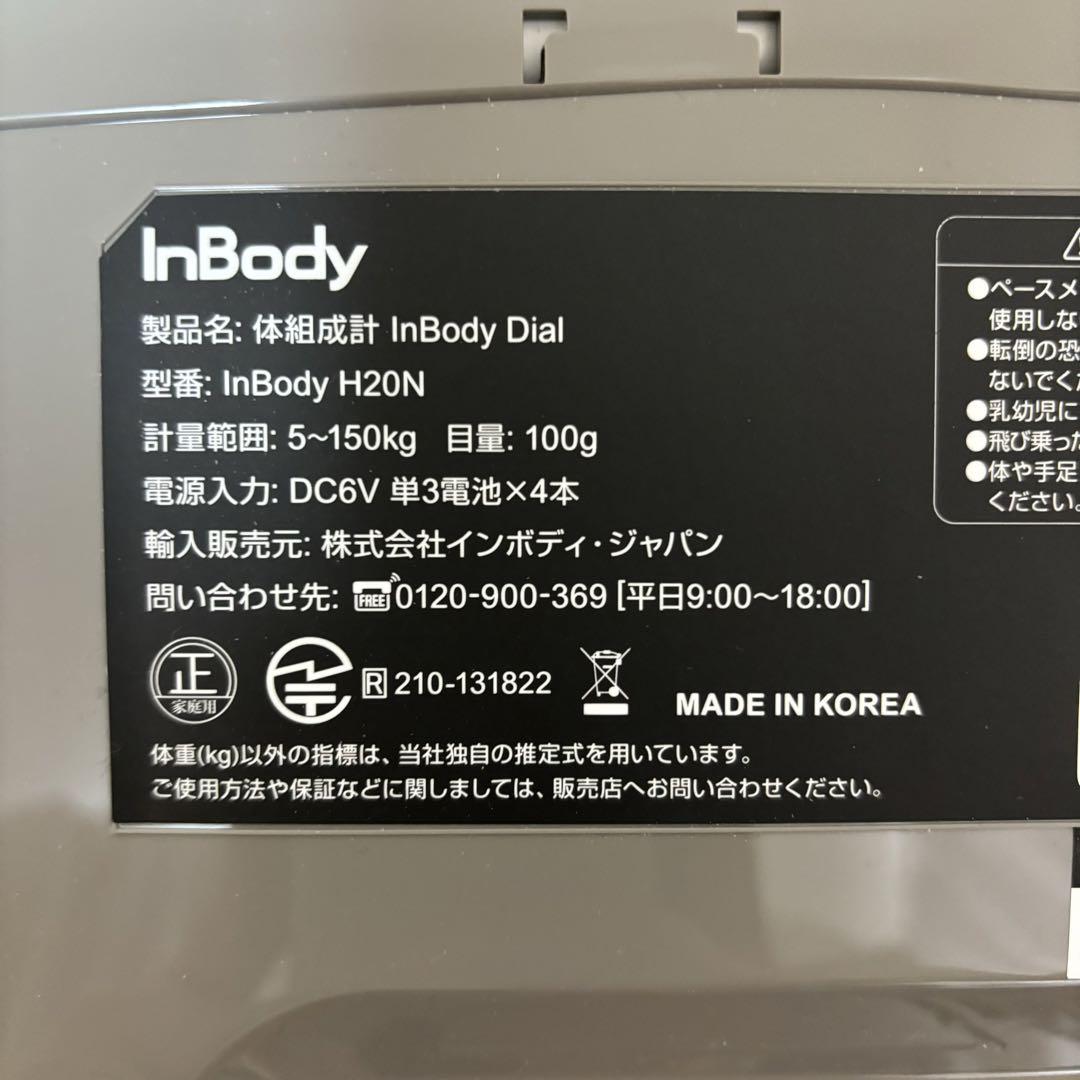 InBody
製品名: 体組成計 InBody Dial
型番: InBody H20N
計量範囲: 5~150kg 目量: 100g
電源入力: DC6V 単3電池×4本
輸入販売元: 株式会社インボディ・ジャパン
問い合わせ先: FREE 0120-900-369 [平日9:00～18:00]
正
家庭用
R 210-131822
MADE IN KOREA
体重(kg)以外の指標は、当社独自の推定式を用いています。
ご使用方法や保証などに関しましては、販売店へお問い合わせください。
●ペースメ
使用しな
●転倒の恐
ないでくだ
●乳幼児に
●飛び乗った
●体や手足
ください。